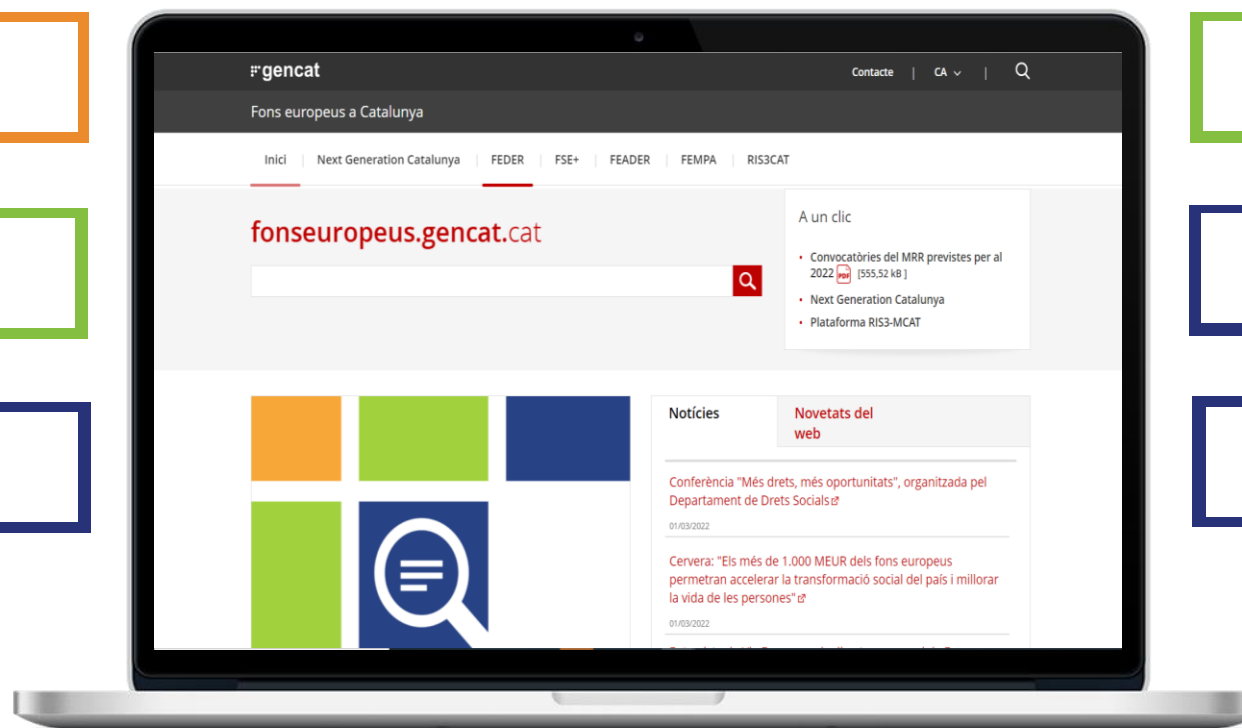 gencat
Contacte | CA | 
Fons europeus a Catalunya
Inici | Next Generation Catalunya | FEDER | FSE+ | FEADER | FEMPA | RIS3CAT
fonseuropeus.gencat.cat
A un clic
• Convocatòries del MRR previstes per al
2022 PDF [555,52 kB ]
• Next Generation Catalunya
• Plataforma RIS3-MCAT
Notícies
Novetats del
web
Conferència "Més drets, més oportunitats", organitzada pel
Departament de Drets Socials
01/03/2022
Cervera: "Els més de 1.000 MEUR dels fons europeus
permetran accelerar la transformació social del país i millorar
la vida de les persones"
01/03/2022